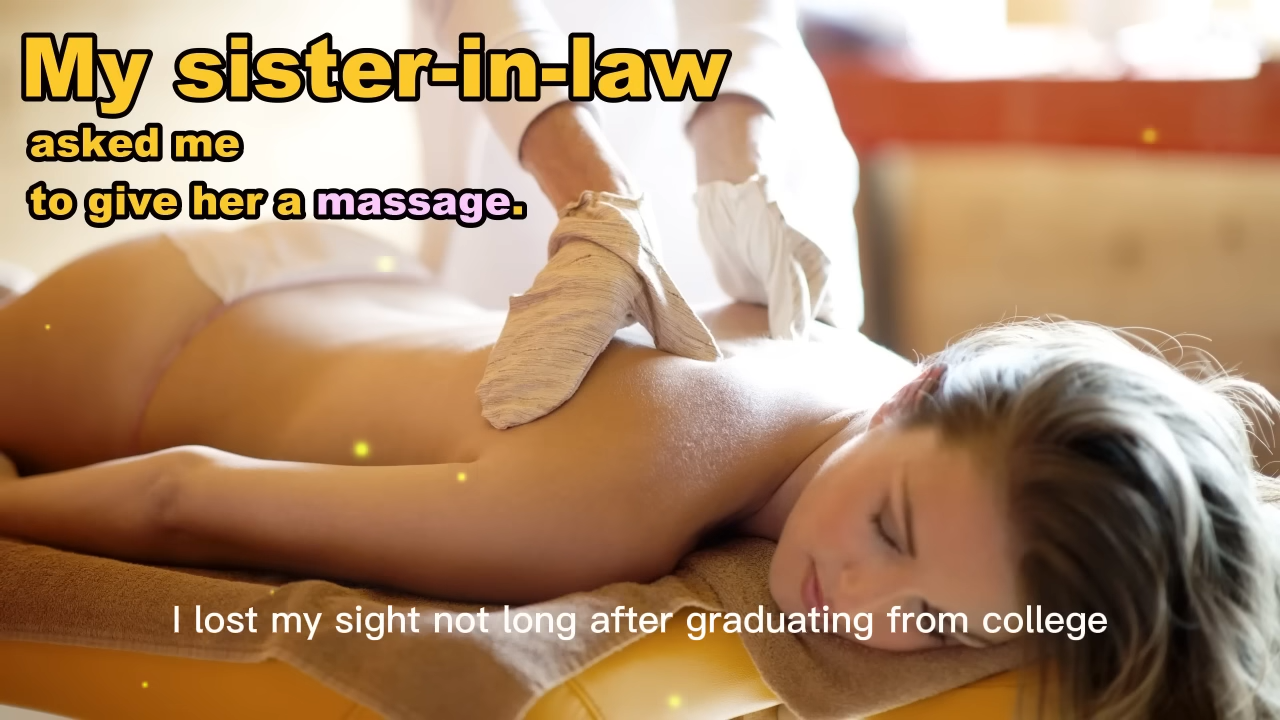 My sister-in-law
asked me
to give her a massage.
I lost my sight not long after graduating from college